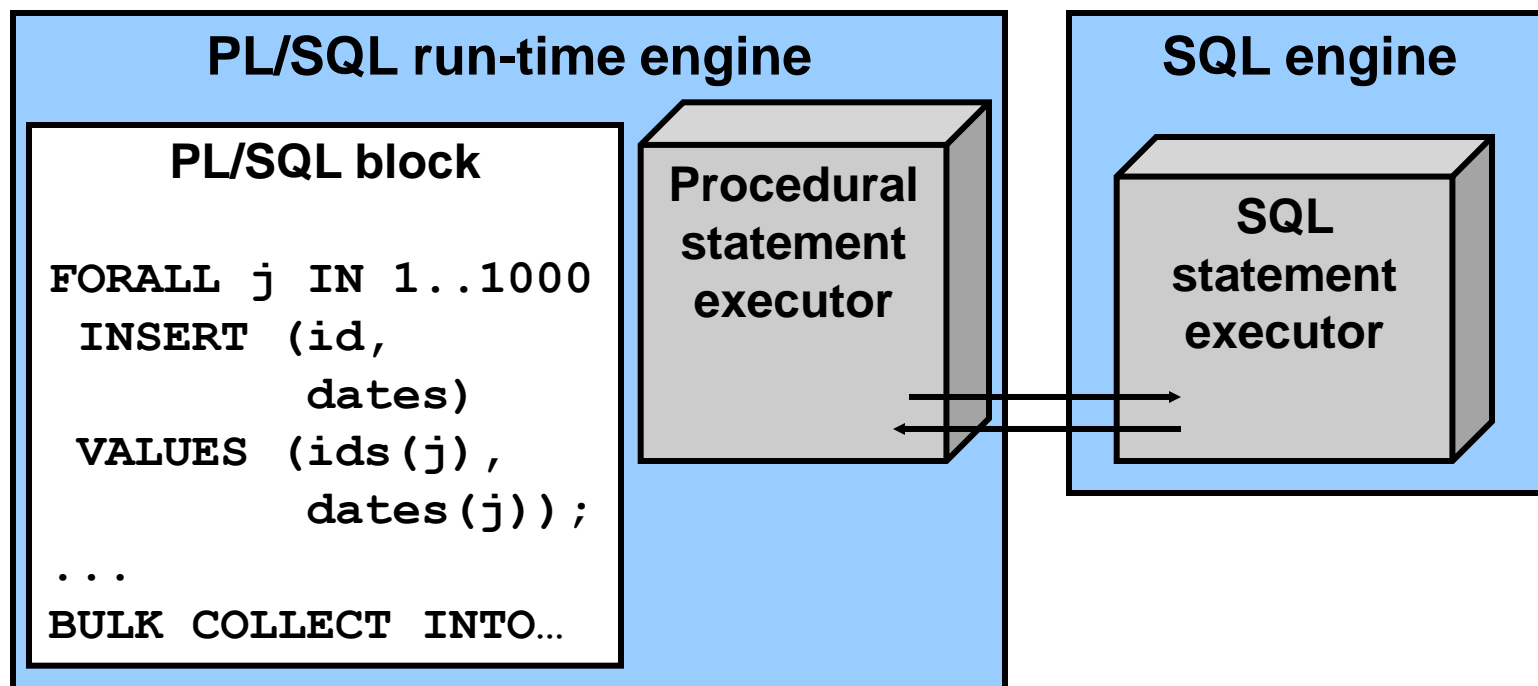 PL/SQL run-time engine
PL/SQL block
FORALL j IN 1..1000
INSERT (id,
dates)
VALUES (ids(j),
dates(j));
...
BULK COLLECT INTO…
Procedural
statement
executor
SQL engine
SQL
statement
executor